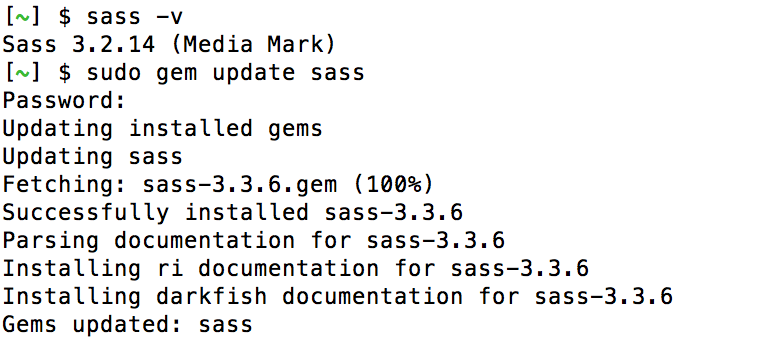 [~] $ sass -v
Sass 3.2.14 (Media Mark)
[~] $ sudo gem update sass
Password:
Updating installed gems
Updating sass
Fetching: sass-3.3.6.gem (100%)
Successfully installed sass-3.3.6
Parsing documentation for sass-3.3.6
Installing ri documentation for sass-3.3.6
Installing darkfish documentation for sass-3.3.6
Gems updated: sass